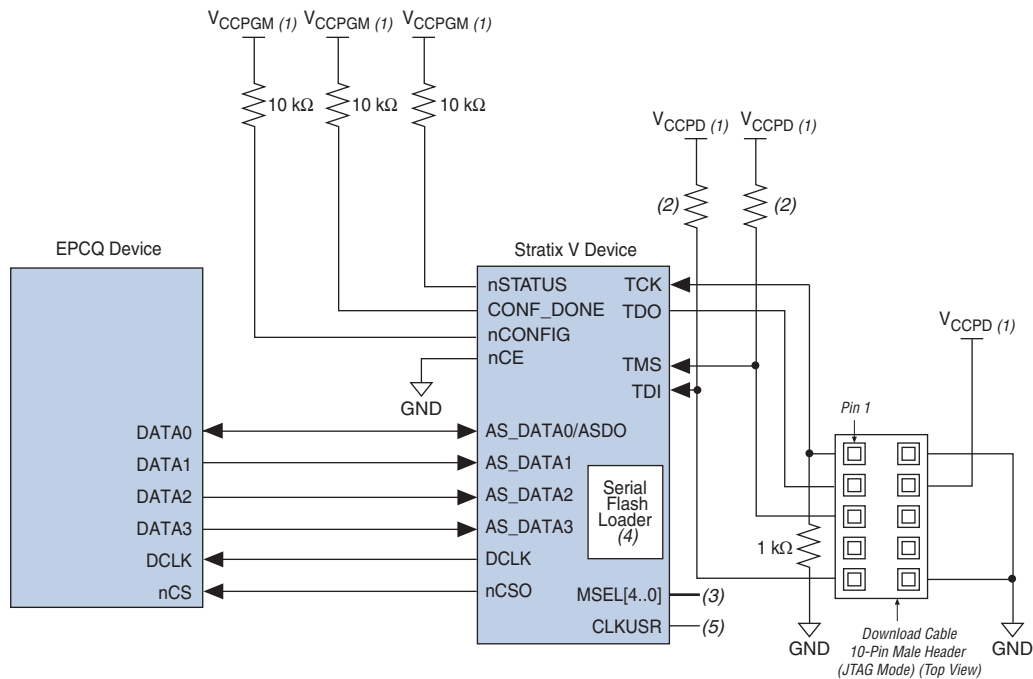 VCCPGM (1) VCCPGM (1) VCCPGM (1)
10 kΩ 10 kΩ 10 kΩ
VCCPD (1) VCCPD (1)
(2) (2)
EPCQ Device
Stratix V Device
nSTATUS
CONF_DONE
nCONFIG
nCE
GND
TCK
TDO
TMS
TDI
VCCPD (1)
Pin 1
DATA0
DATA1
DATA2
DATA3
DCLK
nCS
AS_DATA0/ASDO
AS_DATA1
AS_DATA2
AS_DATA3
DCLK
nCSO
Serial
Flash
Loader
(4)
MSEL[4..0] (3)
CLKUSR (5)
1 kΩ
GND
GND
Download Cable
10-Pin Male Header
(JTAG Mode) (Top View)